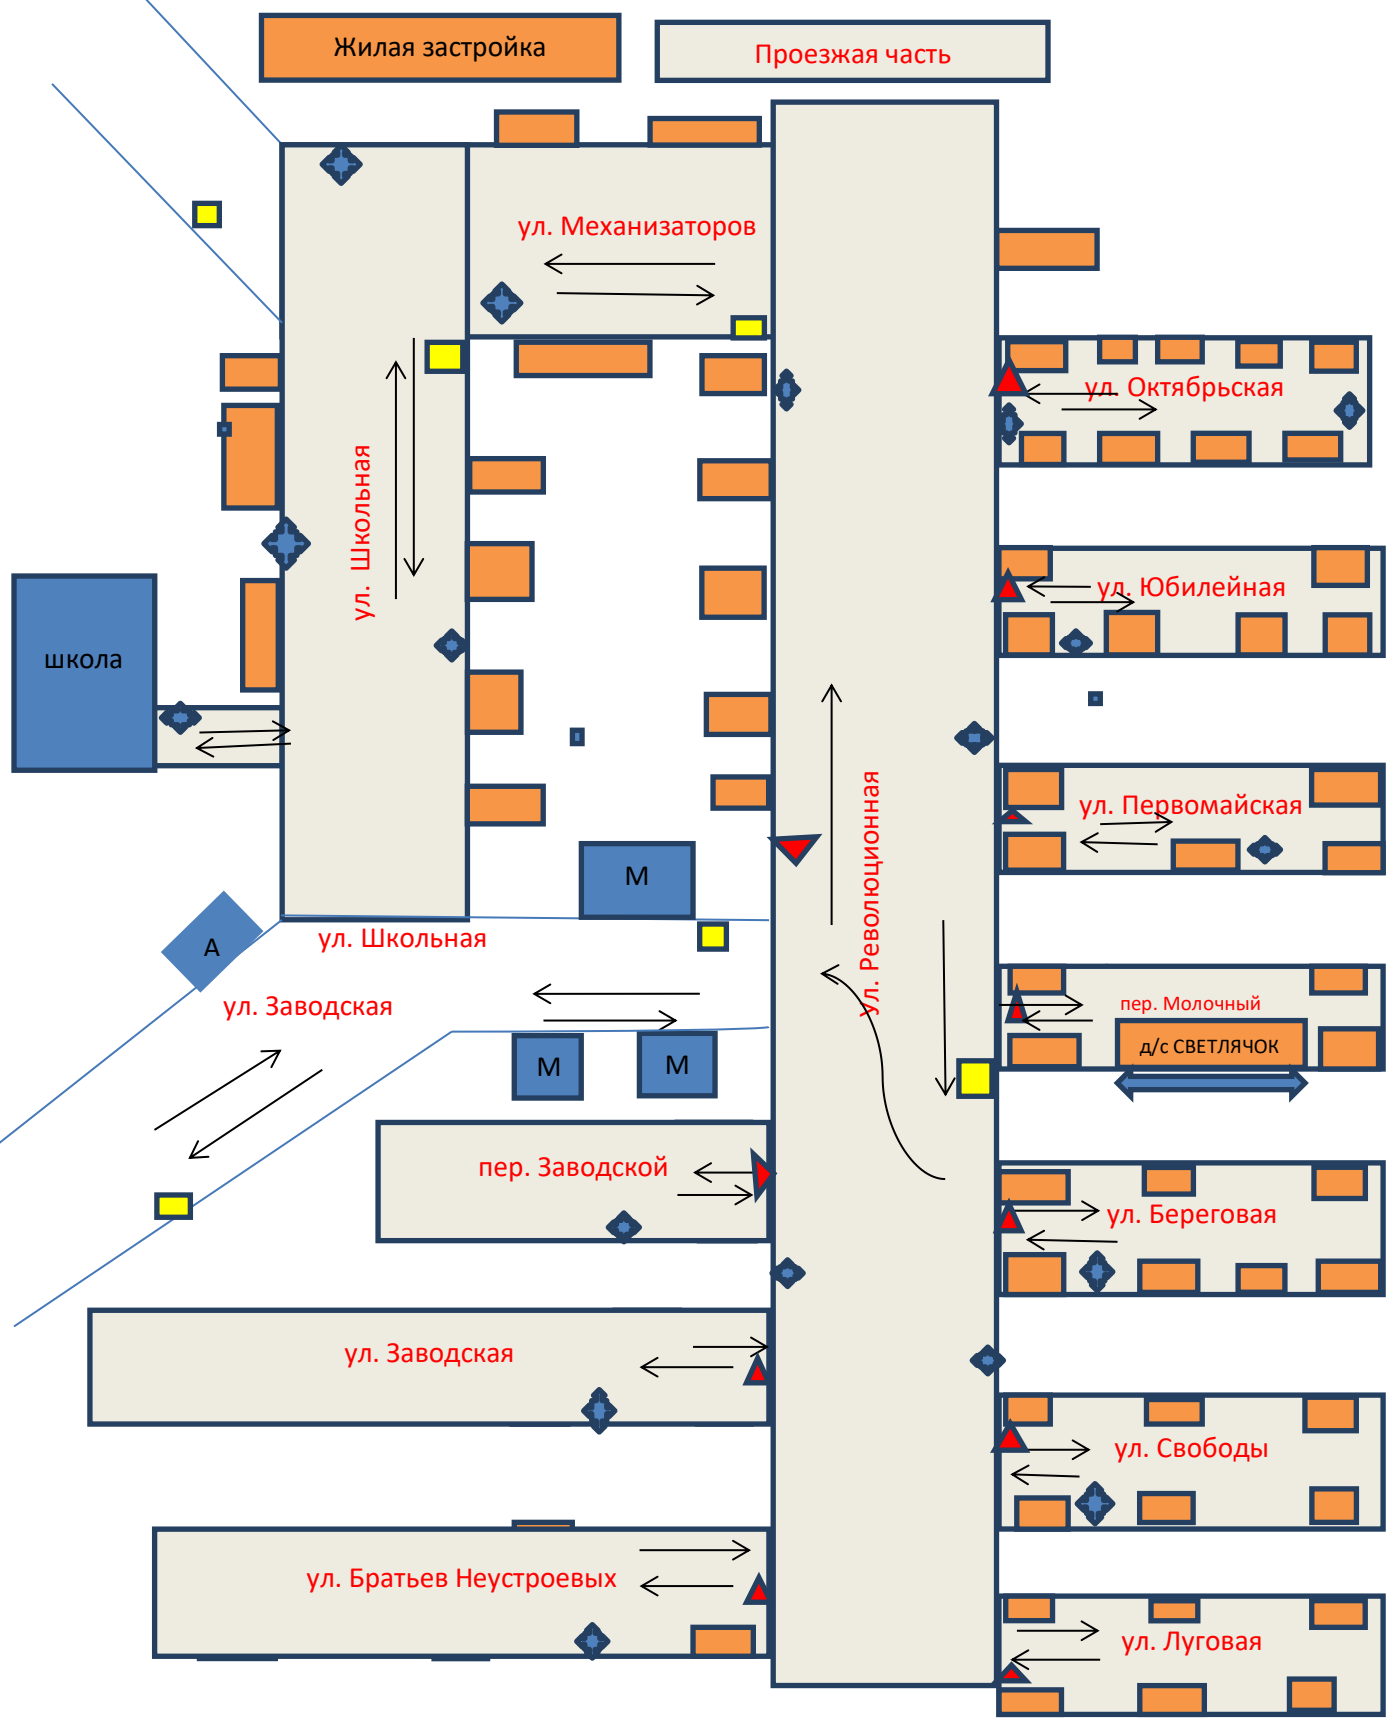 Жилая застройка
Проезжая часть
ул. Механизаторов
ул. Октябрьская
ул.  Школьная
ул. Юбилейная
школа
ул. Первомайская
Ул. Революционная
М
ул. Школьная
А
ул. Заводская
пер. Молочный
д/с СВЕТЛЯЧОК
М
М
пер. Заводской
ул. Береговая
ул. Заводская
ул. Свободы
ул. Братьев Неустроевых
ул. Луговая